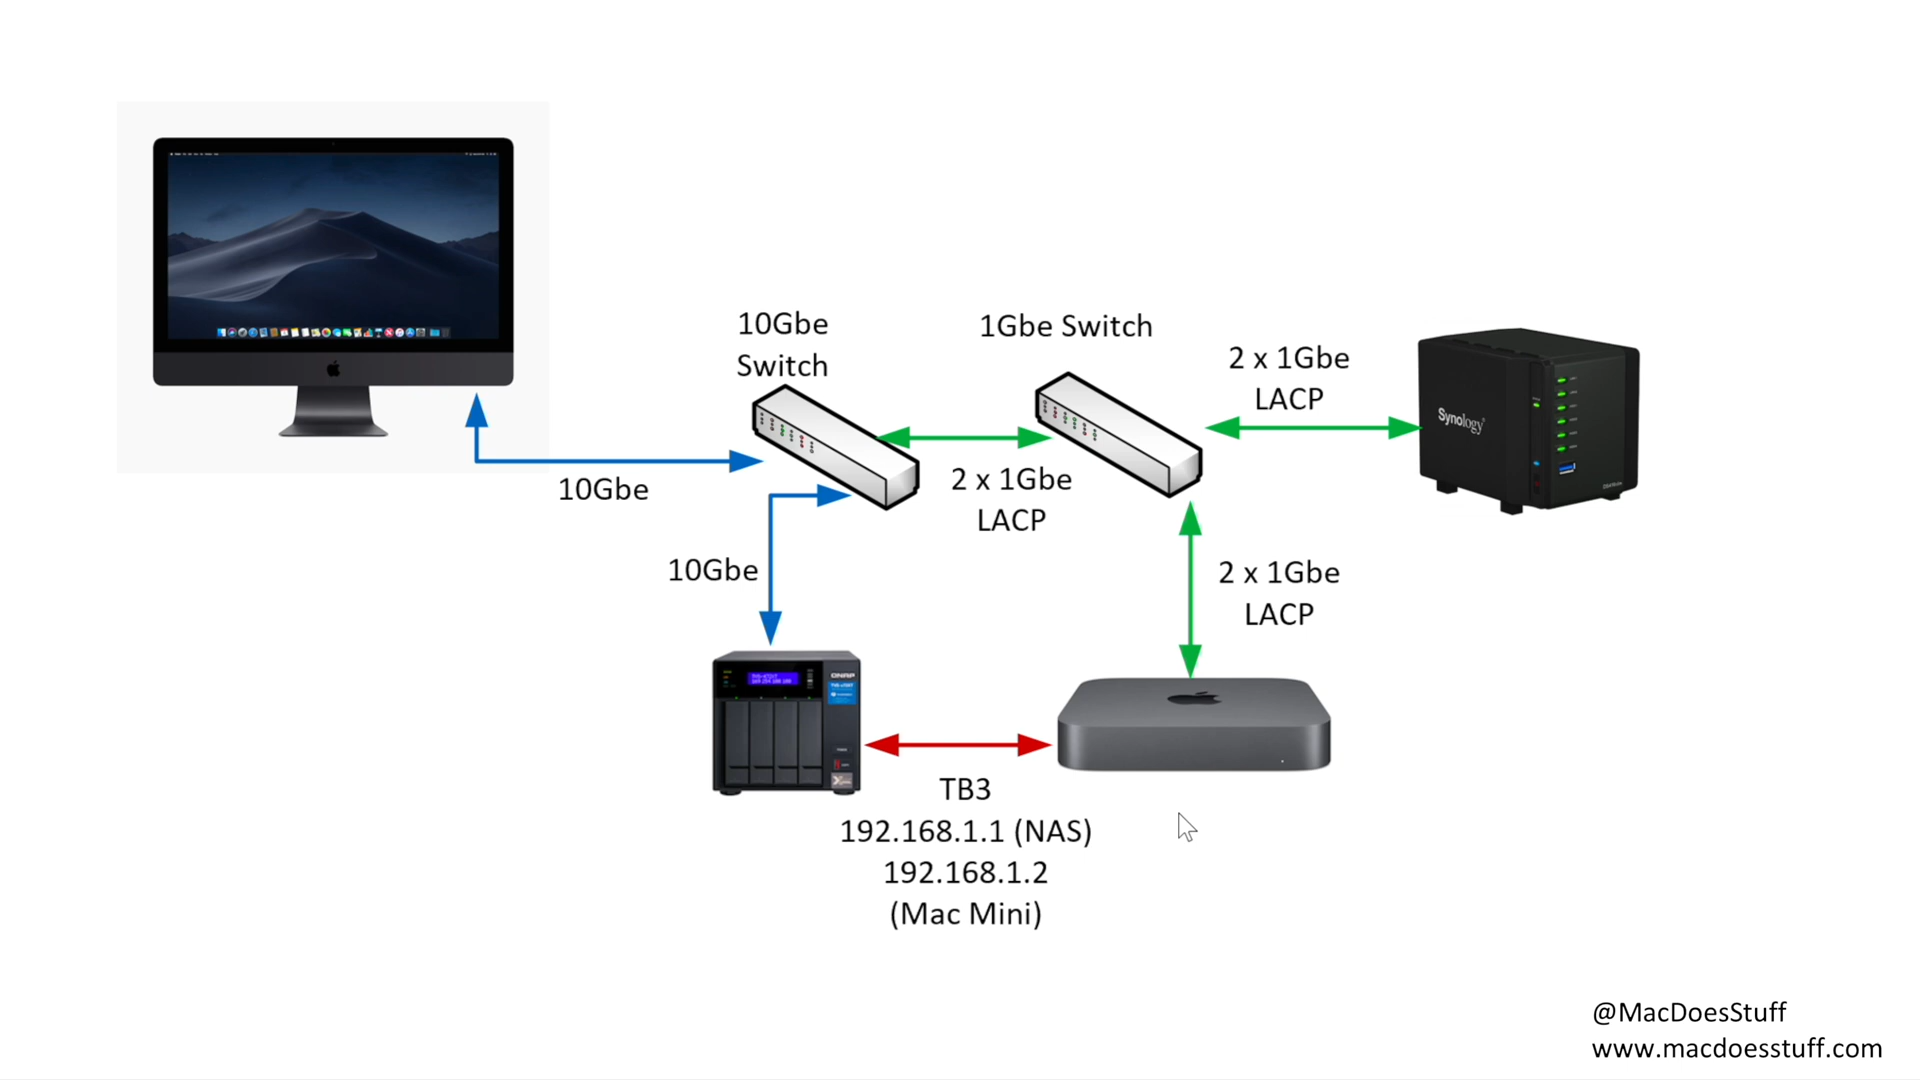 10Gbe
Switch
1Gbe Switch
2 x 1Gbe
LACP
Synology
10Gbe
2 x 1Gbe
LACP
10Gbe
2 x 1Gbe
LACP
QNAP
TB3
192.168.1.1 (NAS)
192.168.1.2
(Mac Mini)
@MacDoesStuff
www.macdoesstuff.com